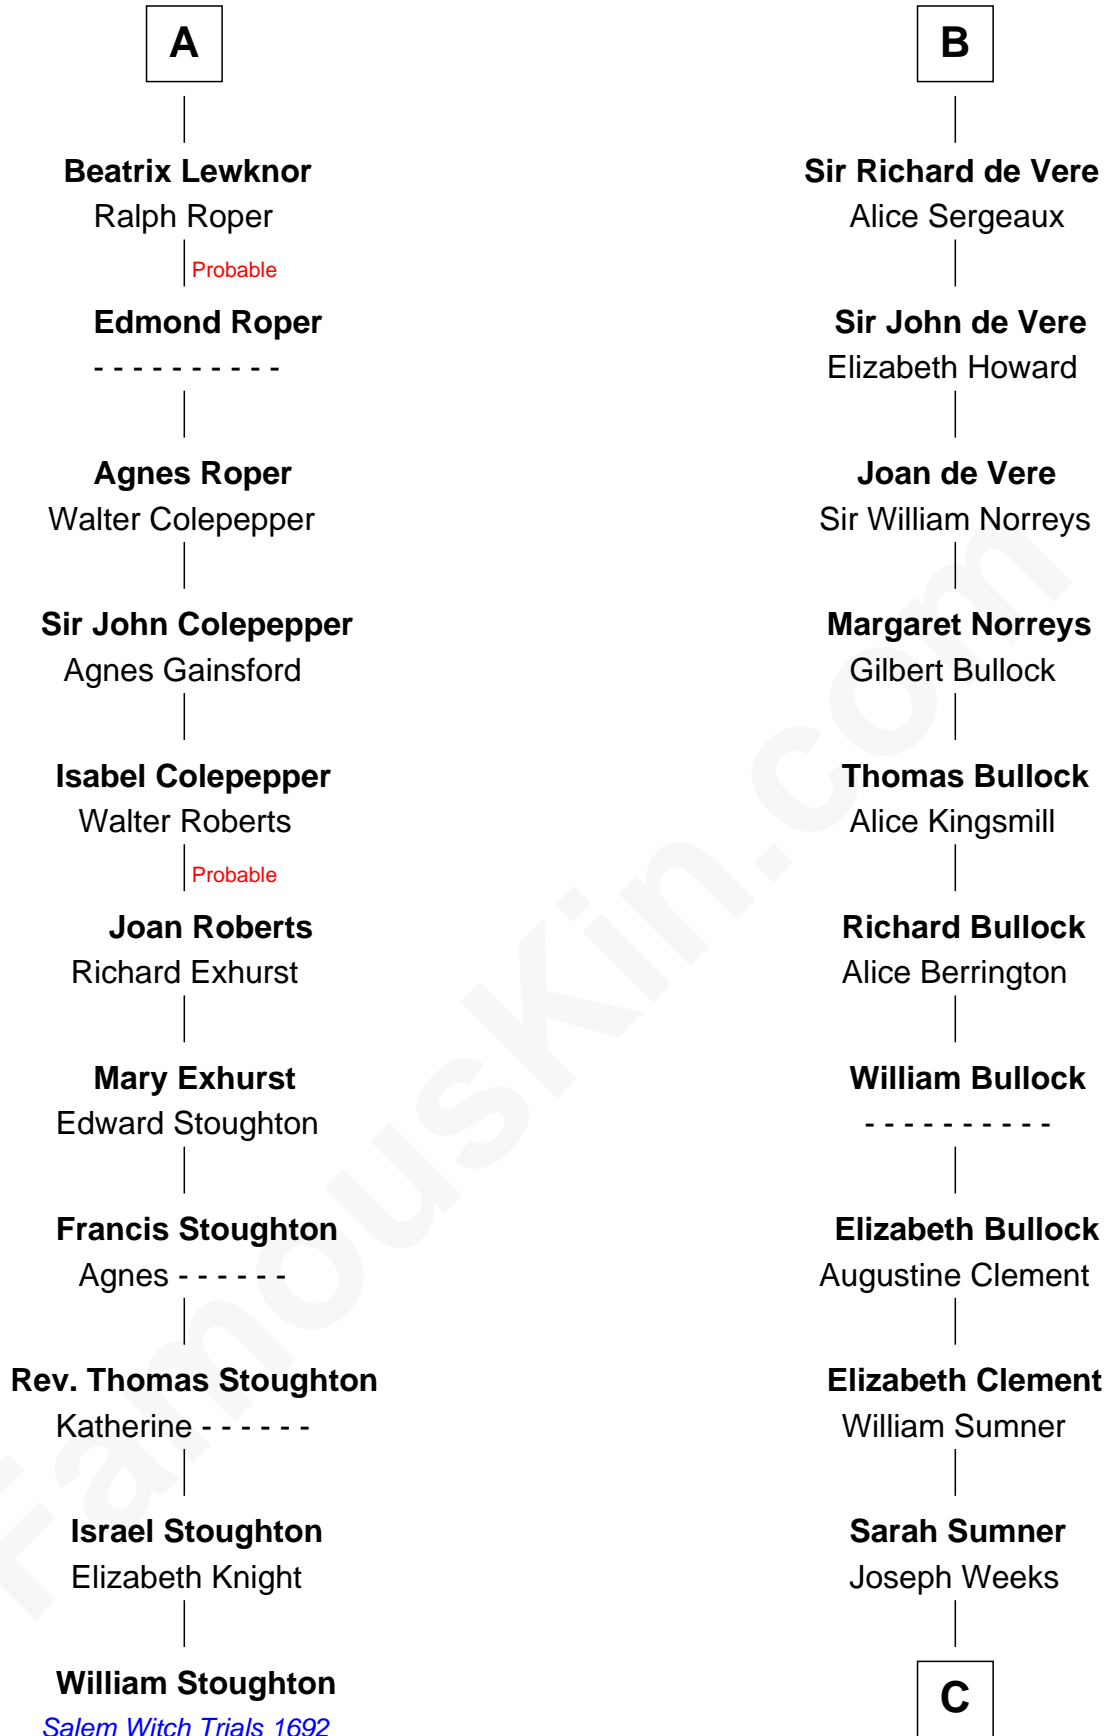 A
Beatrix Lewknor
Ralph Roper
Probable
Edmond Roper
- - - - - - - - - -
Agnes Roper
Walter Colepepper
Sir John Colepepper
Agnes Gainsford
Isabel Colepepper
Walter Roberts
Probable
Joan Roberts
Richard Exhurst
Mary Exhurst
Edward Stoughton
Francis Stoughton
Agnes - - - - - -
Rev. Thomas Stoughton
Katherine - - - - - -
Israel Stoughton
Elizabeth Knight
William Stoughton
Salem Witch Trials 1692
B
Sir Richard de Vere
Alice Sergeaux
Sir John de Vere
Elizabeth Howard
Joan de Vere
Sir William Norreys
Margaret Norreys
Gilbert Bullock
Thomas Bullock
Alice Kingsmill
Richard Bullock
Alice Berrington
William Bullock
- - - - - - - - - -
Elizabeth Bullock
Augustine Clement
Elizabeth Clement
William Sumner
Sarah Sumner
Joseph Weeks
C
FamousKin.com